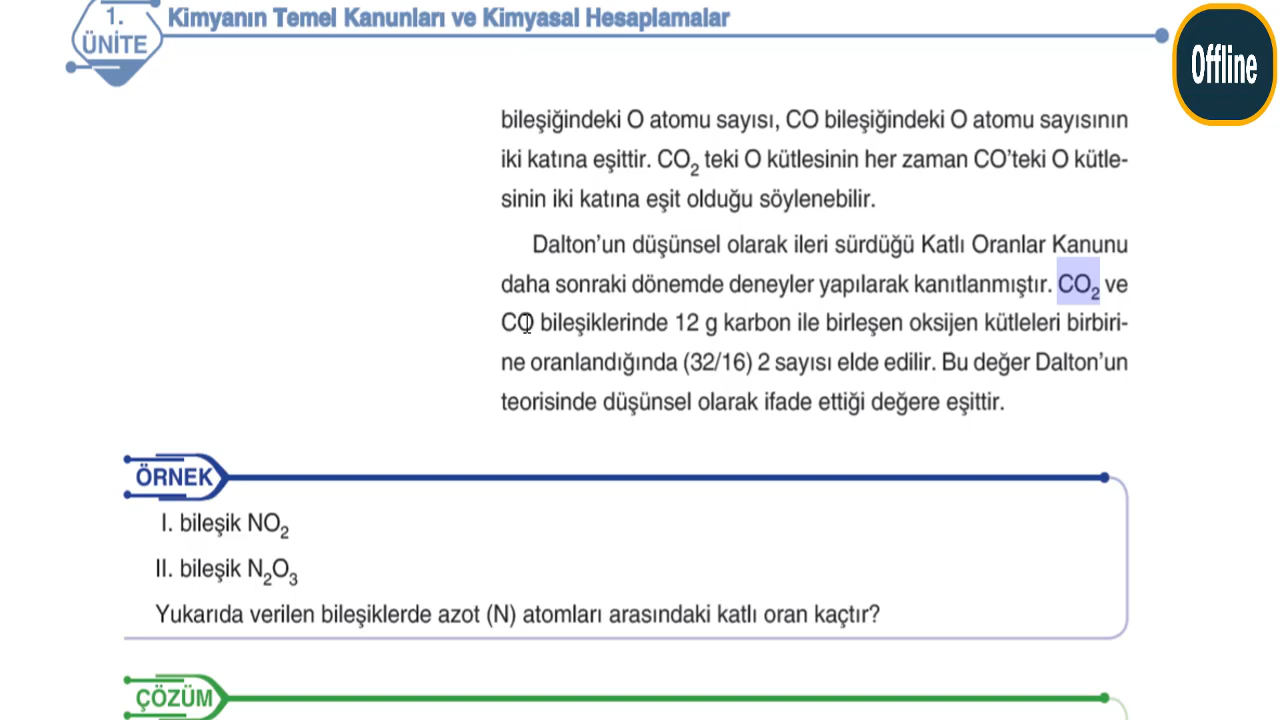 1.
ÜNİTE
Kimyanın Temel Kanunları ve Kimyasal Hesaplamalar
Offline
bileşiğindeki O atomu sayısı, CO bileşiğindeki O atomu sayısının
iki katına eşittir. CO₂ teki O kütlesinin her zaman CO’teki O kütle-
sinin iki katına eşit olduğu söylenebilir.
Dalton’un düşünsel olarak ileri sürdüğü Katlı Oranlar Kanunu
daha sonraki dönemde deneyler yapılarak kanıtlanmıştır. CO₂ ve
CO bileşiklerinde 12 g karbon ile birleşen oksijen kütleleri birbiri-
ne oranlandığında (32/16) 2 sayısı elde edilir. Bu değer Dalton’un
teorisinde düşünsel olarak ifade ettiği değere eşittir.
ÖRNEK
I. bileşik NO₂
II. bileşik N₂O₃
Yukarıda verilen bileşiklerde azot (N) atomları arasındaki katlı oran kaçtır?
ÇÖZÜM